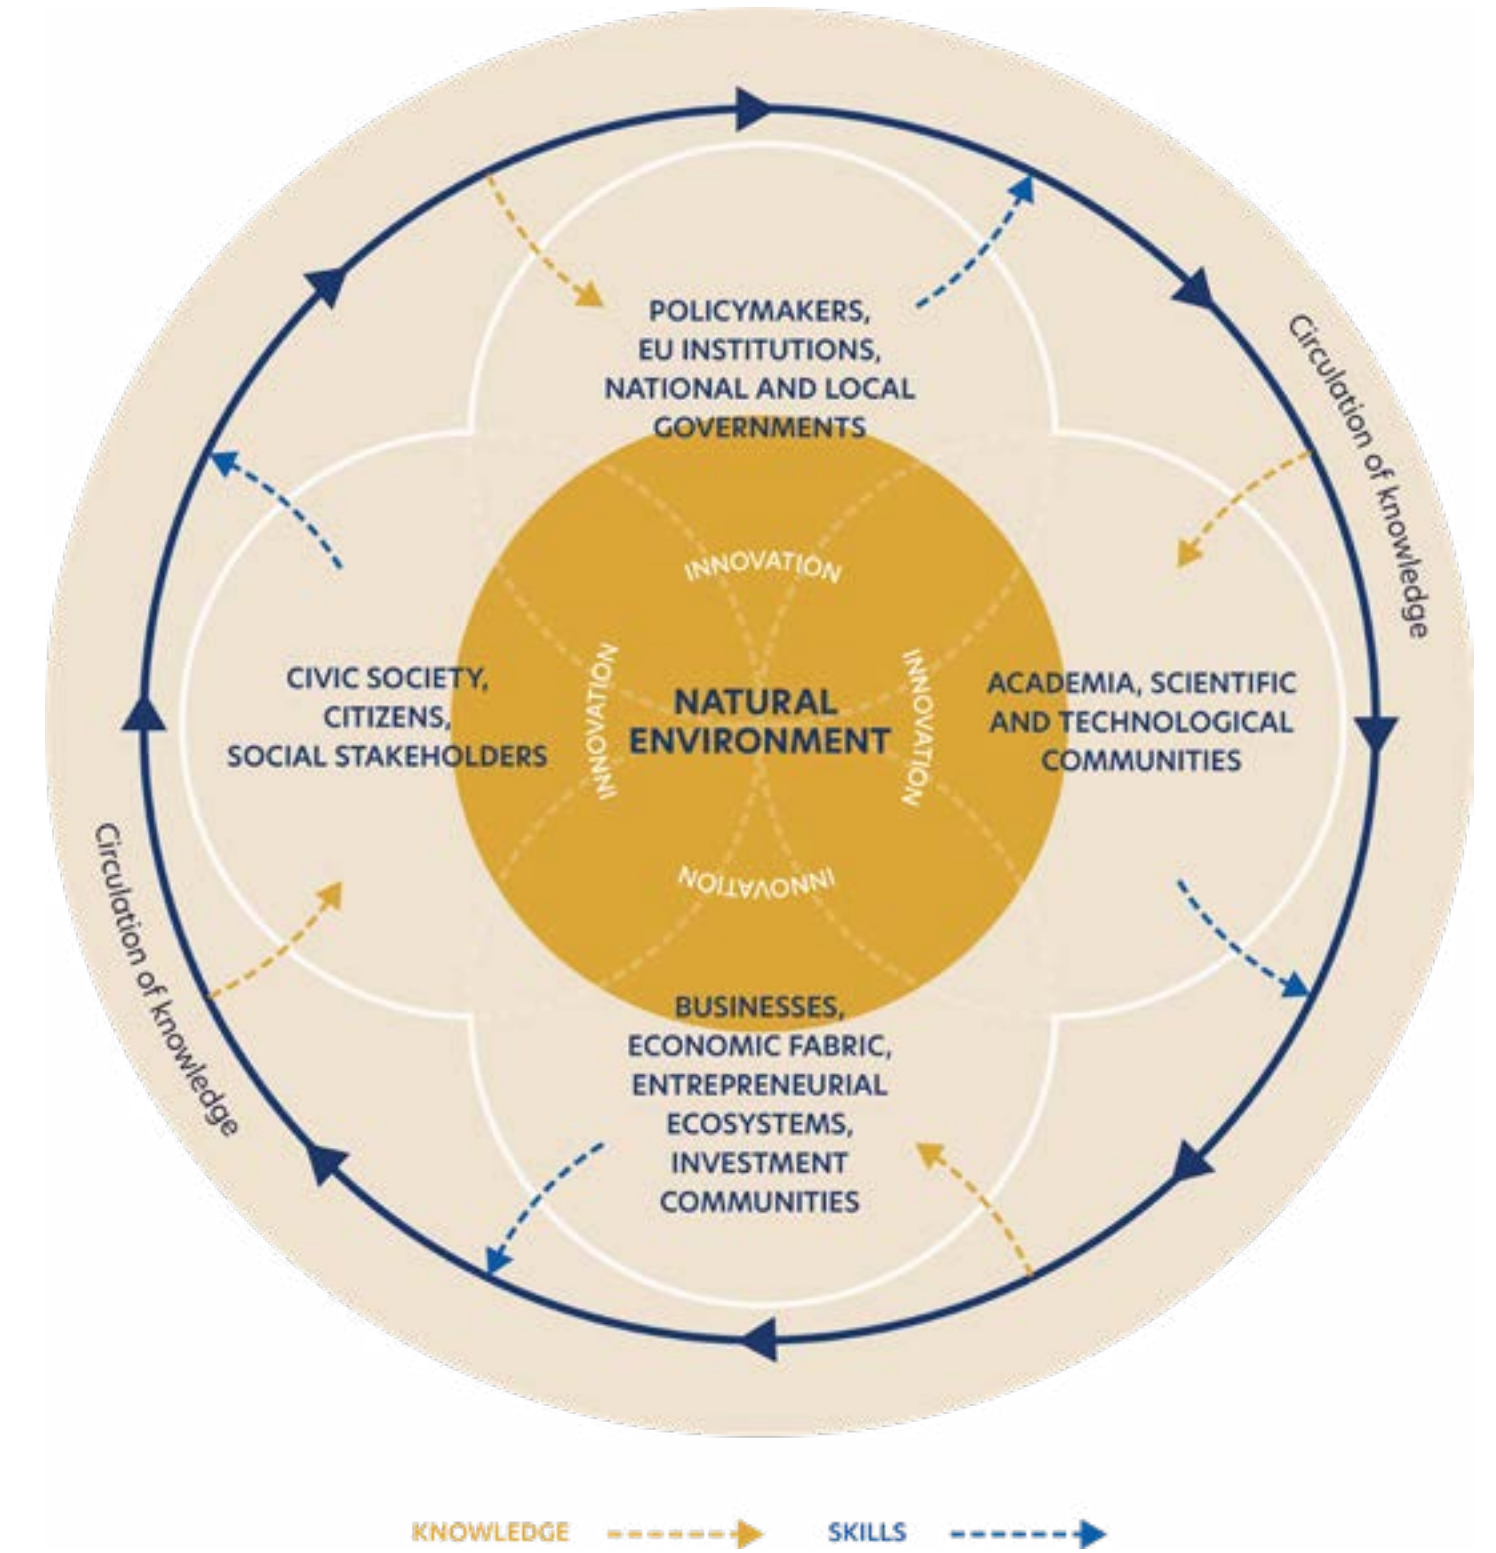 POLICYMAKERS,
EU INSTITUTIONS,
NATIONAL AND LOCAL
GOVERNMENTS
Circulation of knowledge
INNOVATION
CIVIC SOCIETY,
CITIZENS,
SOCIAL STAKEHOLDERS
INNOVATION
NATURAL
ENVIRONMENT
INNOVATION
ACADEMIA, SCIENTIFIC
AND TECHNOLOGICAL
COMMUNITIES
INNOVATION
Circulation of knowledge
BUSINESSES,
ECONOMIC FABRIC,
ENTREPRENEURIAL
ECOSYSTEMS,
INVESTMENT
COMMUNITIES
KNOWLEDGE
SKILLS